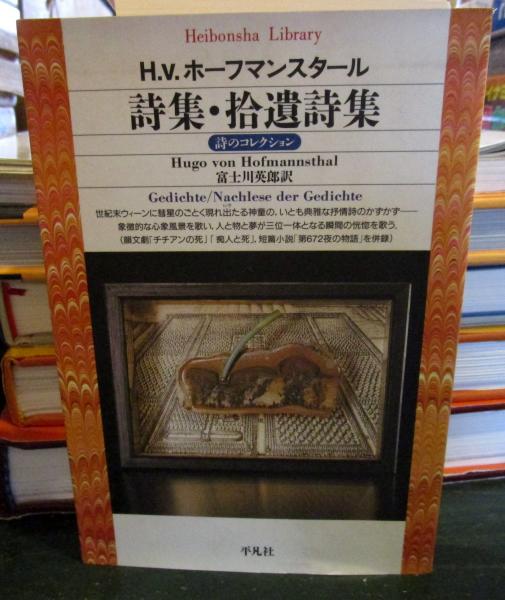 Heibonsha Library
H.v.ホーフマンスタール
詩集・拾遺詩集
詩のコレクション
Hugo von Hofmannsthal
富士川英郎訳
Gedichte/Nachlese der Gedichte
世紀末ウィーンに彗星のごとく現れ出たる神童の、いとも典雅な抒情詩のかずかず——
象徴的な心象風景を歌い、人と物と夢が三位一体となる瞬間の恍惚を歌う。
(韻文劇「チチアンの死」「痴人と死」、短篇小説「第672夜の物語」を併録)
平凡社